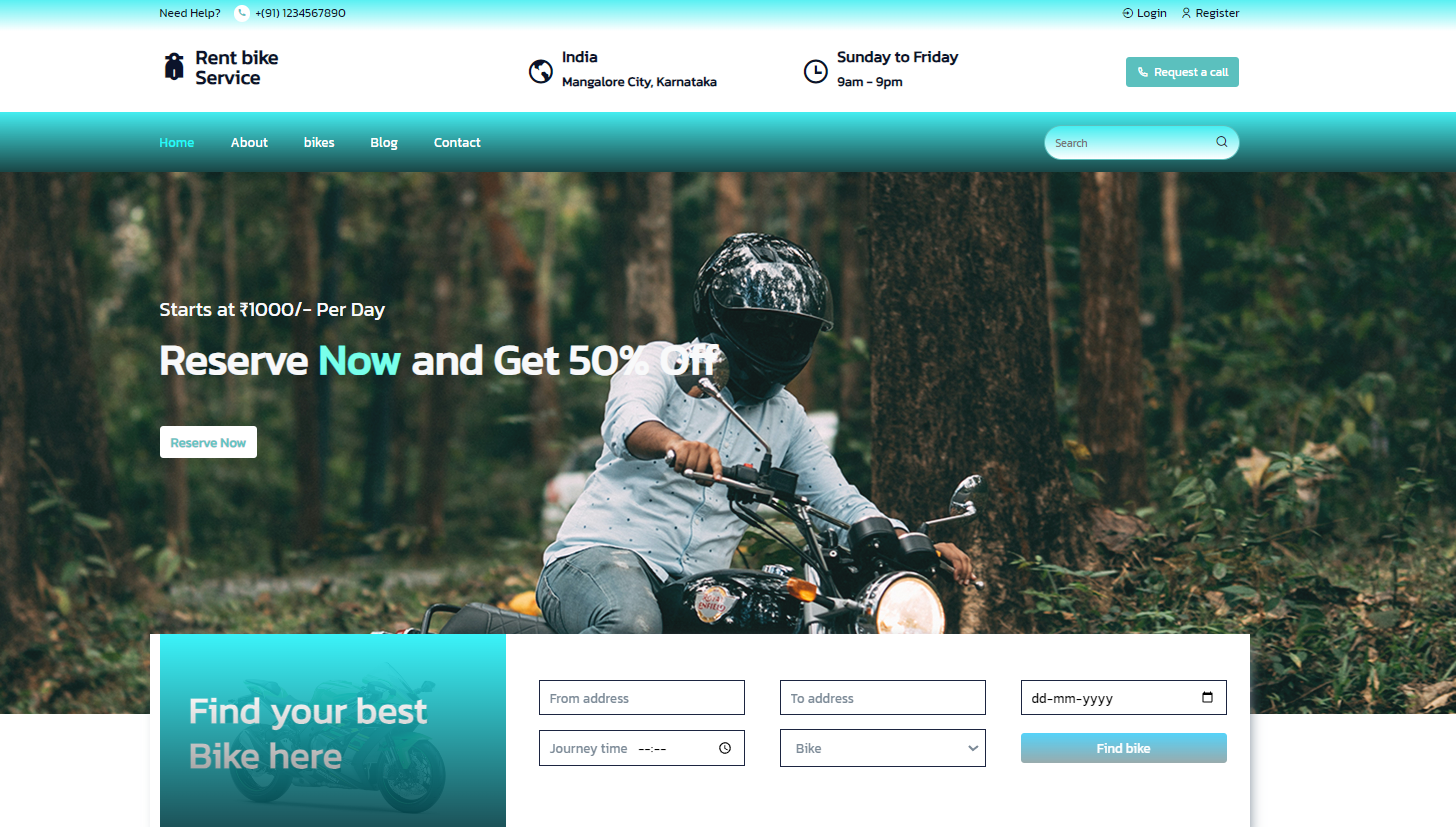 Need Help? +(91) 1234567890 Login Register
Rent bike
Service
India
Mangalore City, Karnataka
Sunday to Friday
9am - 9pm
Request a call
Home About bikes Blog Contact Search
Starts at ₹1000/- Per Day
Reserve Now and Get 50% Off
Reserve Now
ROYAL
ENFIELD
Find your best
Bike here
From address To address dd-mm-yyyy
Journey time --:-- Bike Find bike